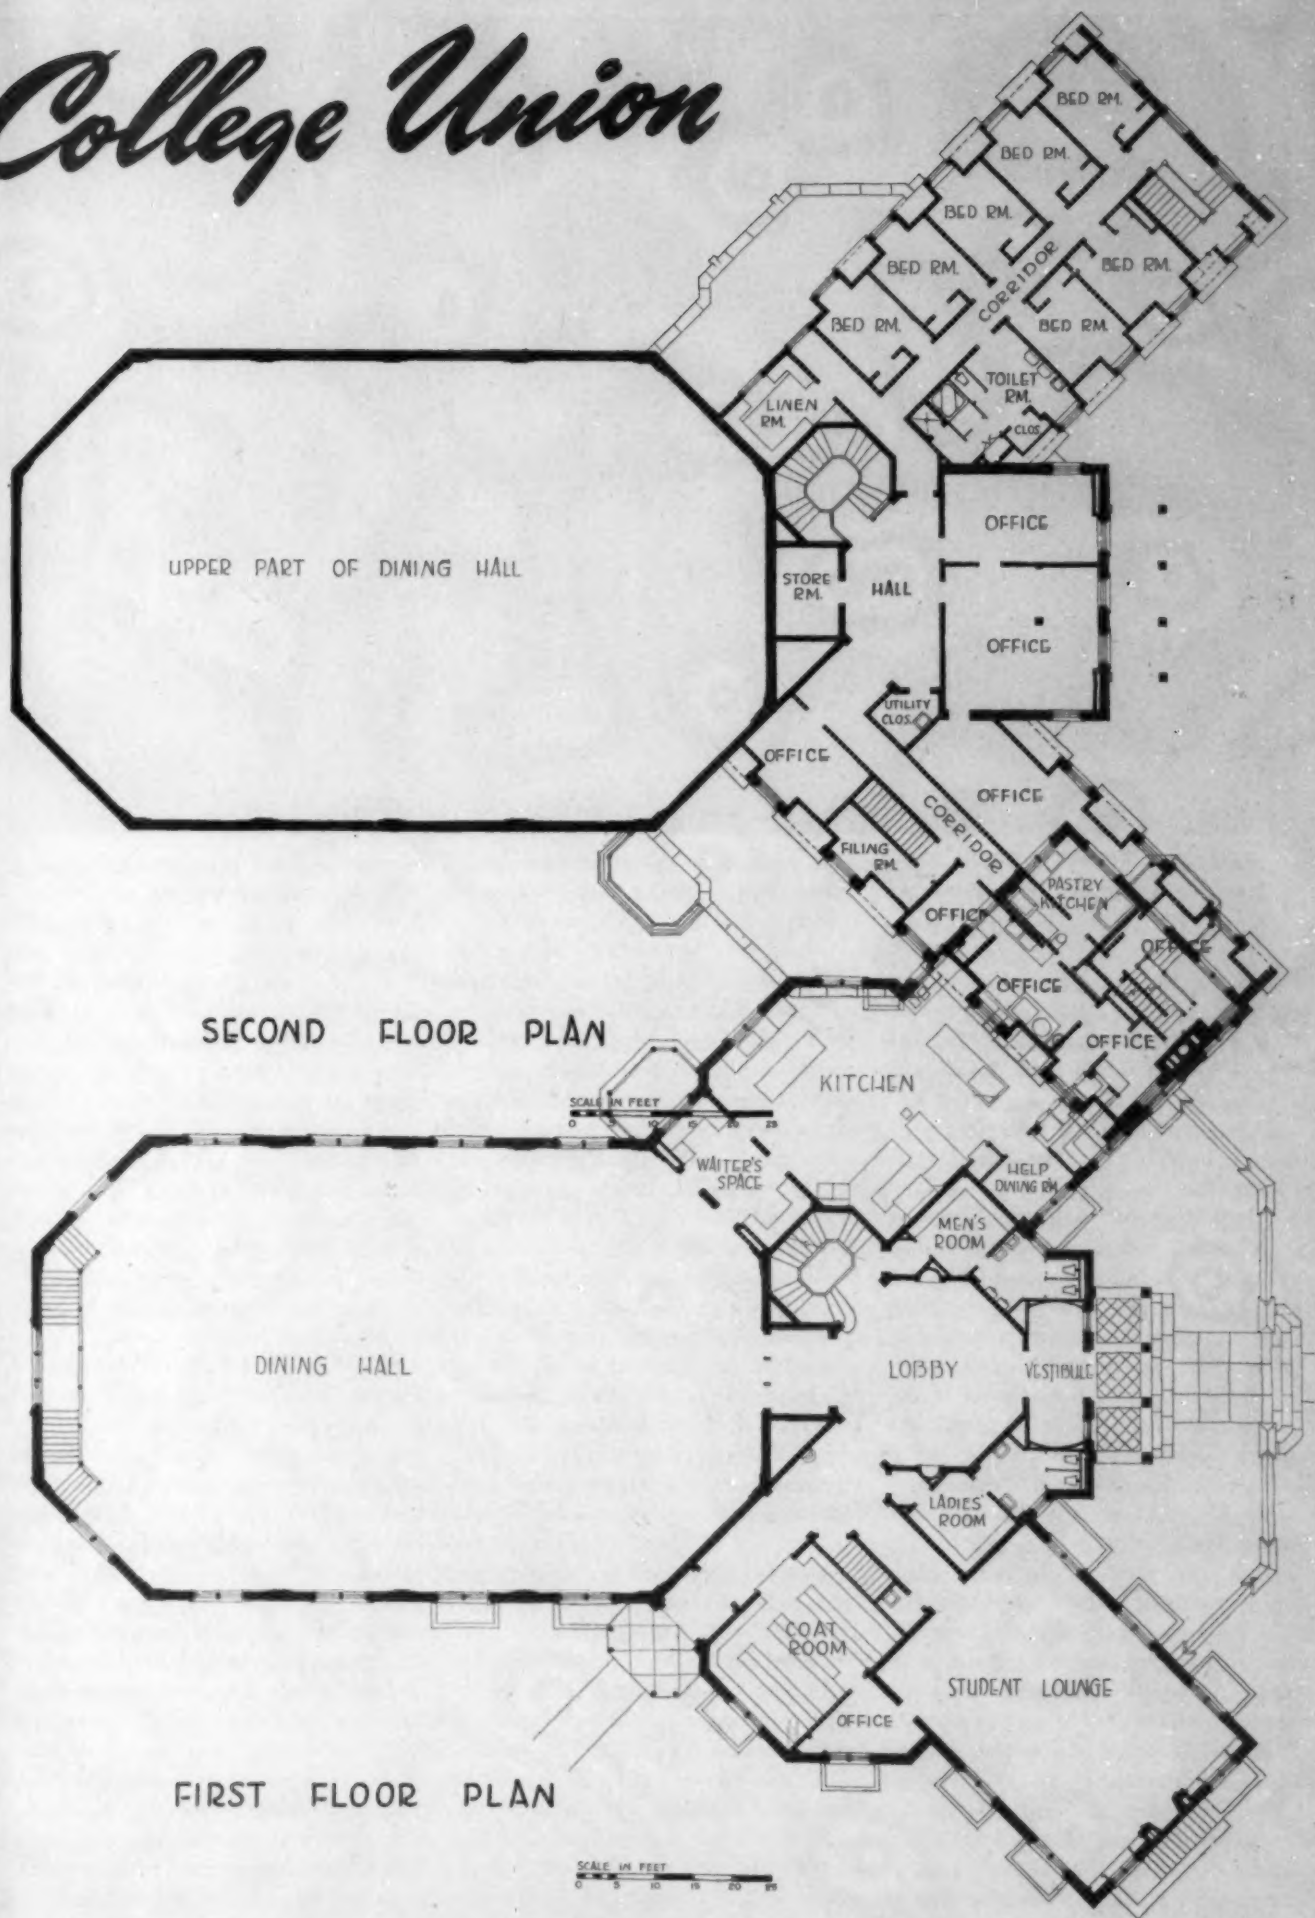 College Union
BED RM.
BED RM.
BED RM.
BED RM.
BED RM.
CORRIDOR
BED RM.
BED RM.
TOILET
RM.
CLOS.
LINEN
RM.
UPPER PART OF DINING HALL
STORE
RM.
HALL
OFFICE
OFFICE
UTILITY
CLOS.
OFFICE
CORRIDOR
OFFICE
FILING
RM.
OFFICE
OFFICE
OFFICE
OFFICE
SECOND FLOOR PLAN
SCALE IN FEET
0 5 10 15 20 25
PASTRY
KITCHEN
KITCHEN
WAITER'S
SPACE
HELP
DINING RM.
MEN'S
ROOM
DINING HALL
LOBBY
VESTIBULE
LADIES'
ROOM
COAT
ROOM
OFFICE
STUDENT LOUNGE
FIRST FLOOR PLAN
SCALE IN FEET
0 5 10 15 20 25